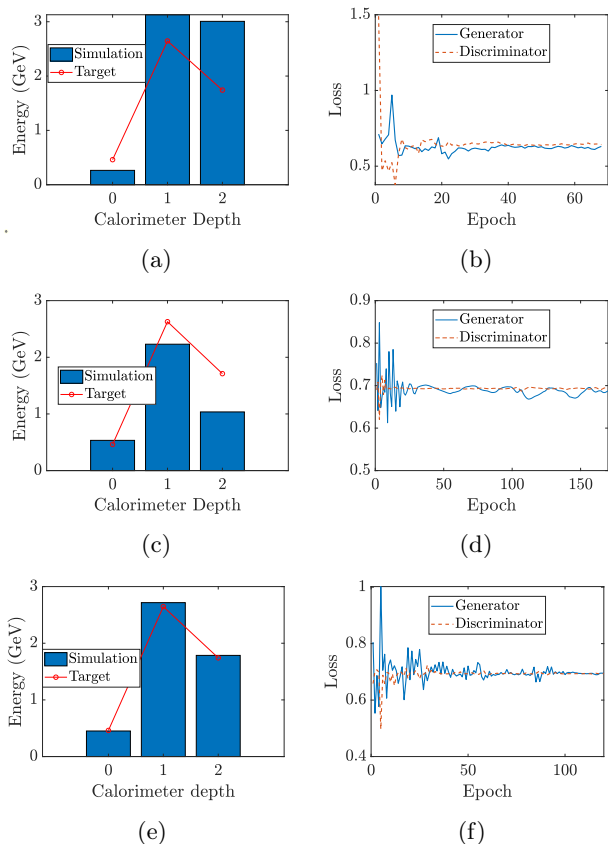 Energy (GeV)
3
2
1
0
Simulation
Target
0 1 2
Calorimeter Depth
(a)
Loss
1.5
1
0.5
Generator
Discriminator
0 20 40 60
Epoch
(b)
Energy (GeV)
3
2
1
0
Simulation
Target
0 1 2
Calorimeter Depth
(c)
Loss
0.9
0.8
0.7
0.6
0.5
Generator
Discriminator
0 50 100 150
Epoch
(d)
Energy (GeV)
3
2
1
0
Simulation
Target
0 1 2
Calorimeter depth
(e)
Loss
1
0.8
0.6
0.4
Generator
Discriminator
0 50 100
Epoch
(f)